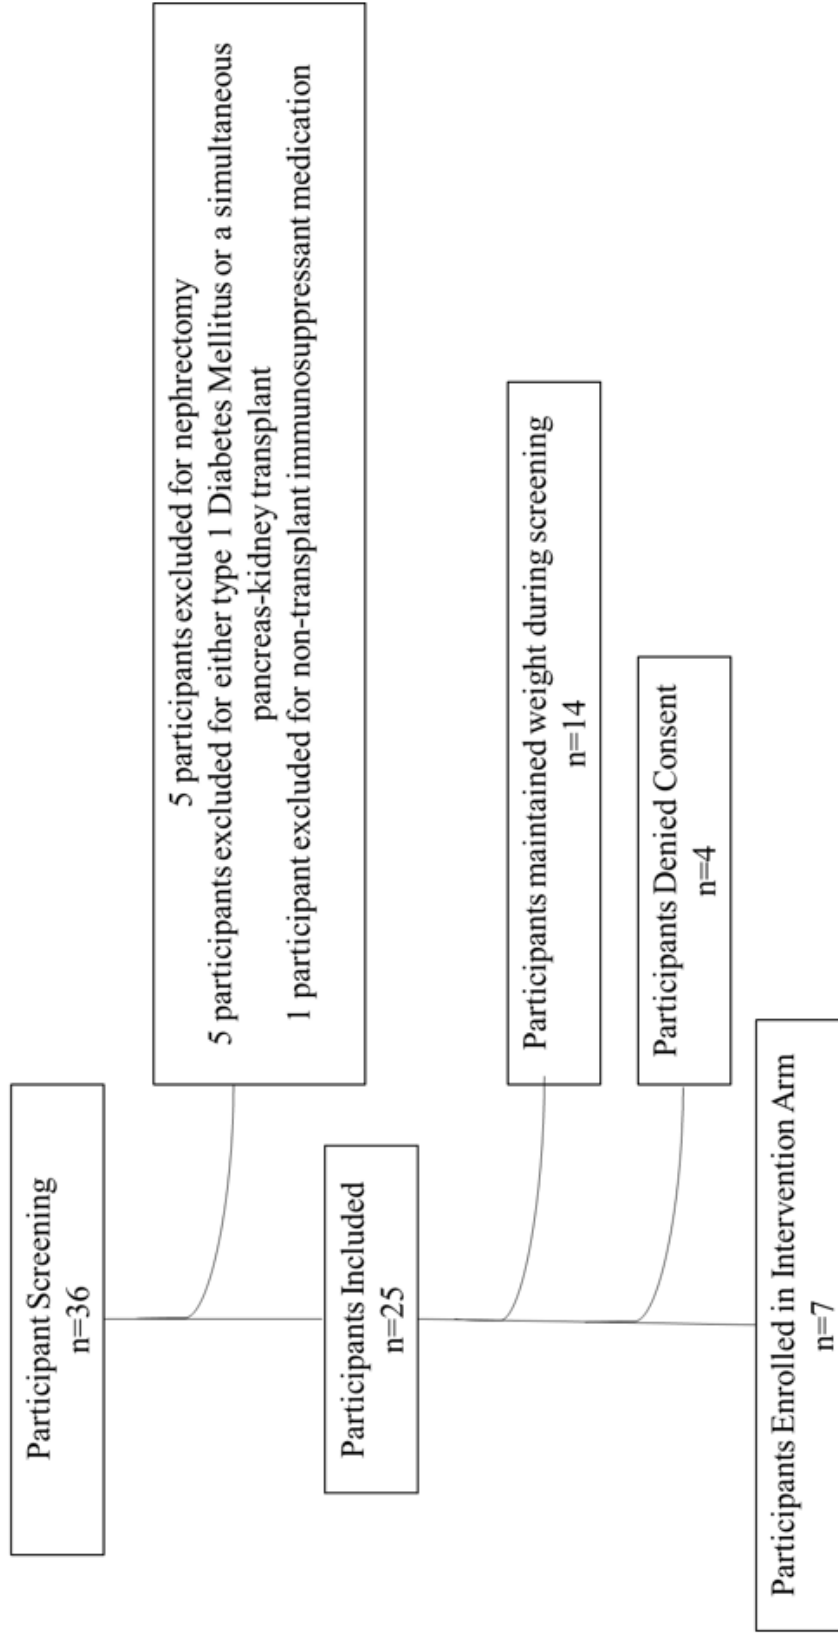 Participant Screening
n=36
5 participants excluded for nephrectomy
5 participants excluded for either type 1 Diabetes Mellitus or a simultaneous
pancreas-kidney transplant
1 participant excluded for non-transplant immunosuppressant medication
Participants Included
n=25
Participants maintained weight during screening
n=14
Participants Denied Consent
n=4
Participants Enrolled in Intervention Arm
n=7